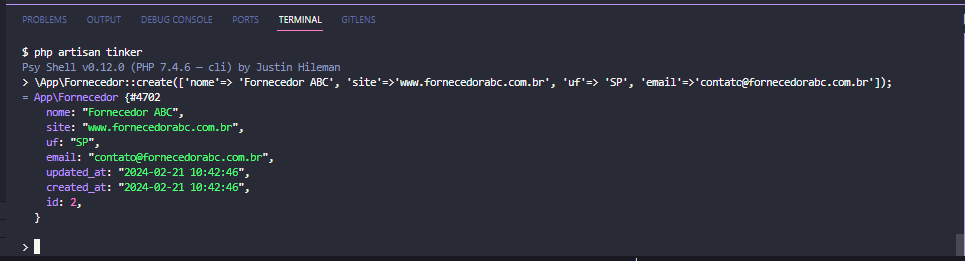 PROBLEMS OUTPUT DEBUG CONSOLE PORTS TERMINAL GITLENS
$ php artisan tinker
Psy Shell v0.12.0 (PHP 7.4.6 — cli) by Justin Hileman
> \App\Fornecedor::create(['nome'=> 'Fornecedor ABC', 'site'=>'www.fornecedorabc.com.br', 'uf'=> 'SP', 'email'=>'contato@fornecedorabc.com.br']);
= App\Fornecedor {#4702
nome: "Fornecedor ABC",
site: "www.fornecedorabc.com.br",
uf: "SP",
email: "contato@fornecedorabc.com.br",
updated_at: "2024-02-21 10:42:46",
created_at: "2024-02-21 10:42:46",
id: 2,
}
>